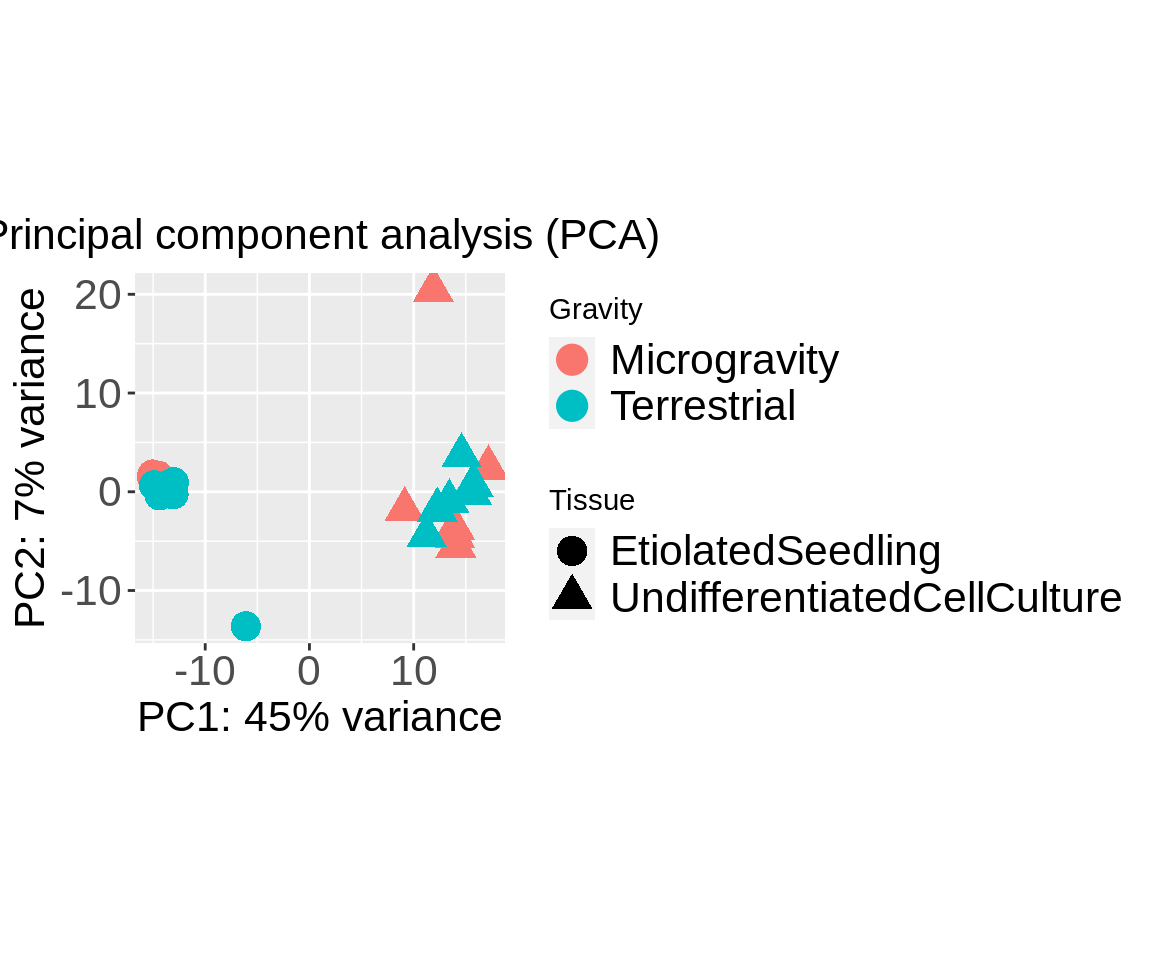 Principal component analysis (PCA)
PC2: 7% variance
20
10
0
-10
-10 0 10
PC1: 45% variance
Gravity
Microgravity
Terrestrial
Tissue
EtiolatedSeedling
UndifferentiatedCellCulture